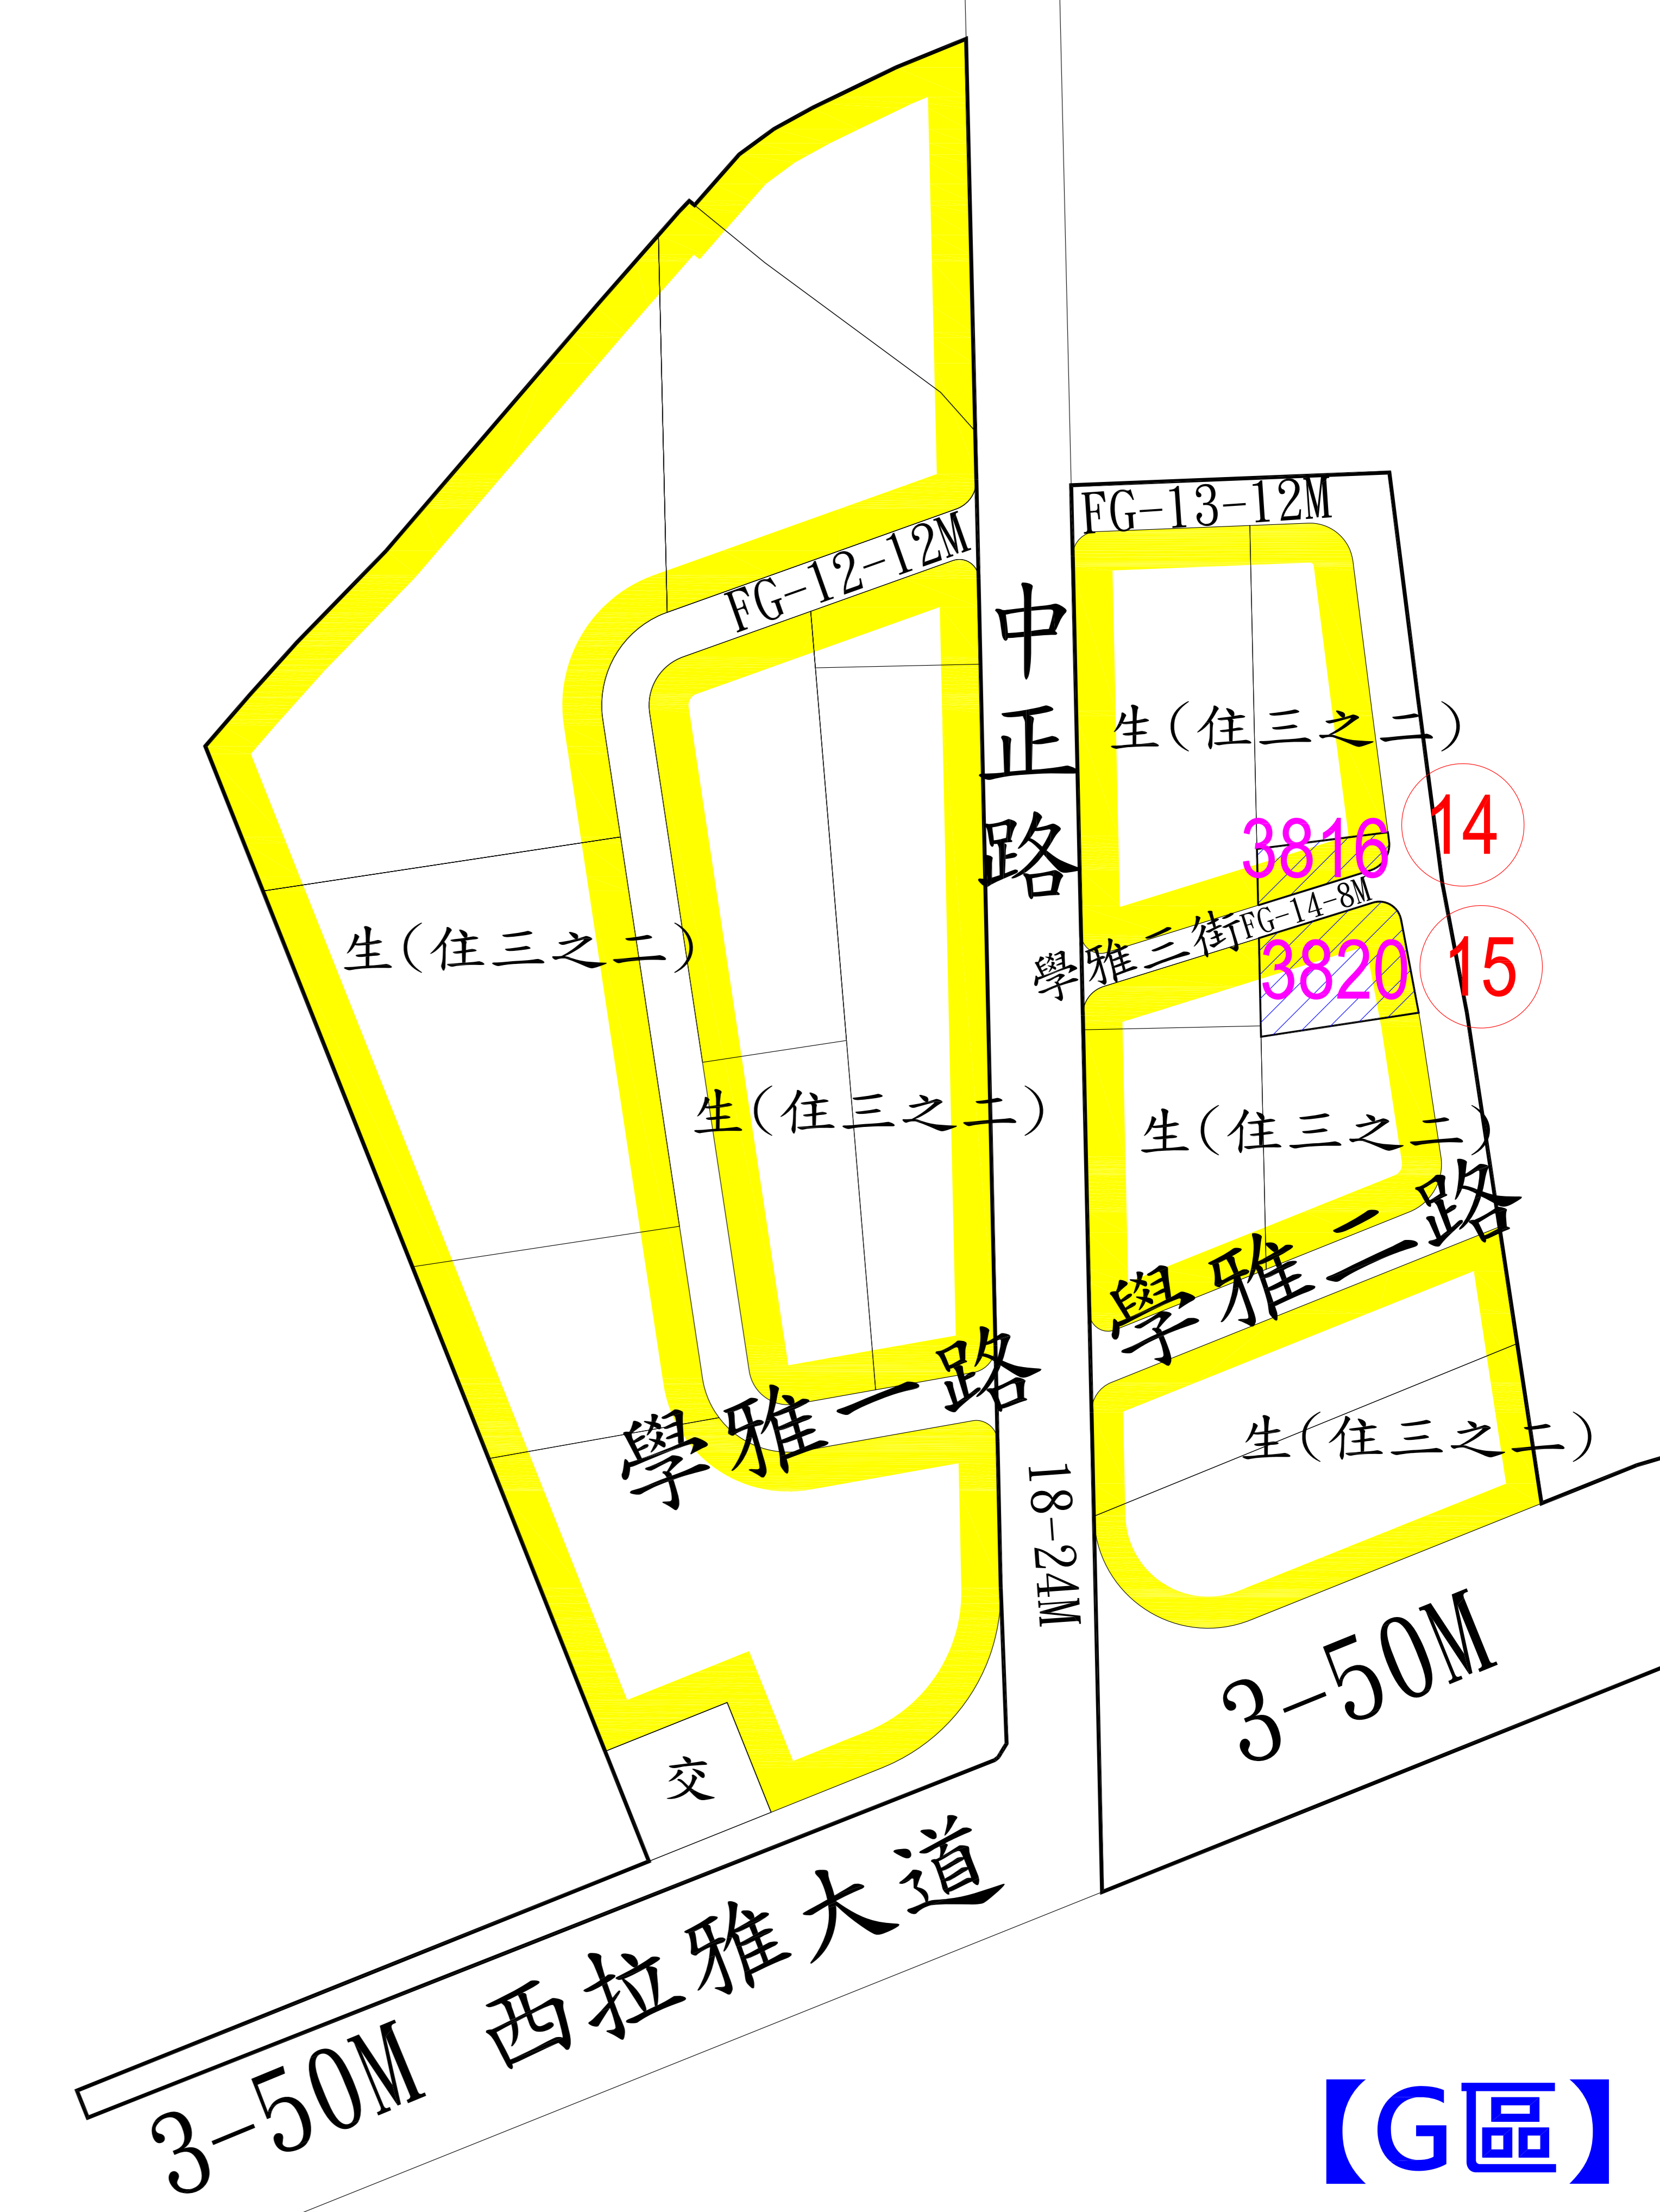 FG-13-12M
FG-12-12M
中正路
生(住三之二)
3816
14
學雅三街FG-14-8M
3820
15
生(住三之二)
生(住三之二)
生(住三之二)
學雅二路
學雅一路
生(住三之二)
18-24M
3-50M
交
3-50M 西拉雅大道
【G區】